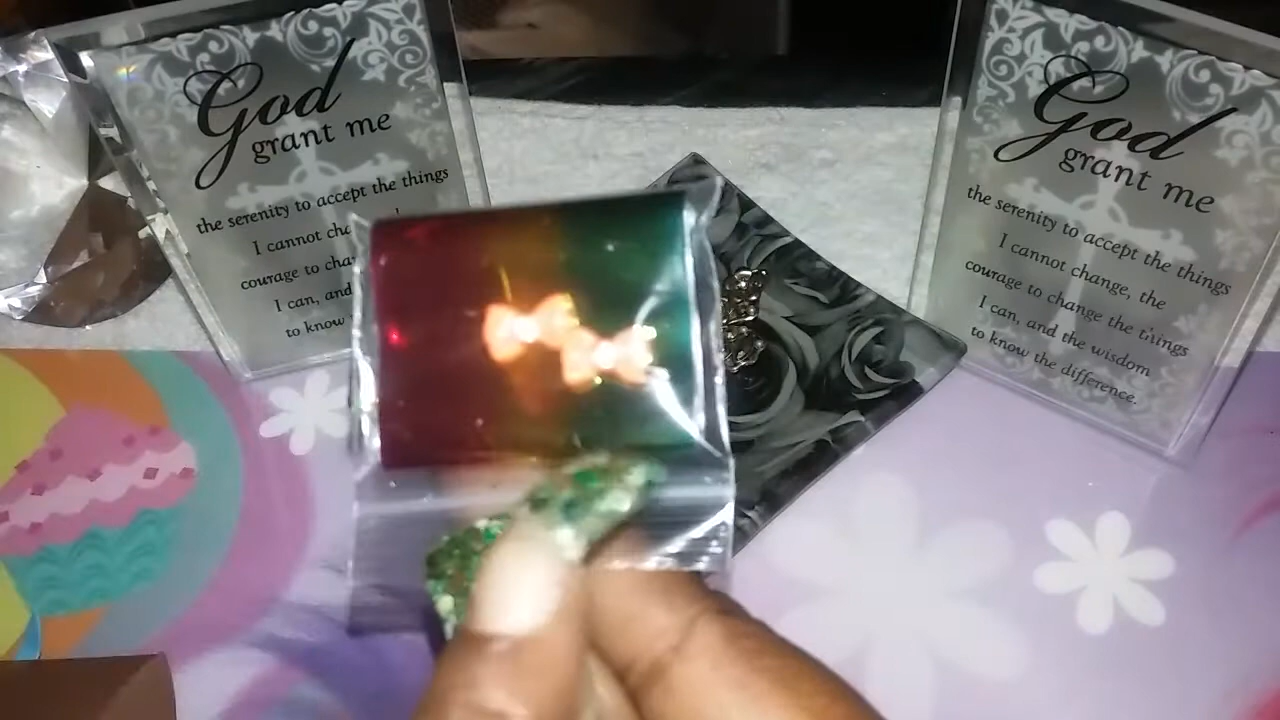 God
grant me
the serenity to accept the things
I cannot cha
courage to chan
I can, and
to know
God
grant me
the serenity to accept the things
I cannot change, the
courage to change the things
I can, and the wisdom
to know the difference.